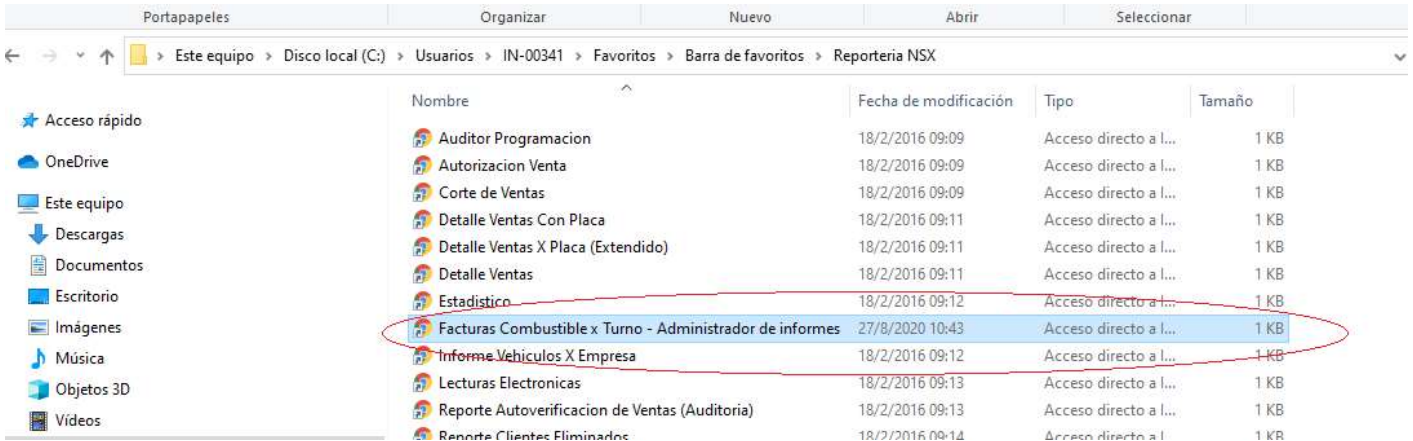 Portapapeles Organizar Nuevo Abrir Seleccionar
Este equipo > Disco local (C:) > Usuarios > IN-00341 > Favoritos > Barra de favoritos > Reporteria NSX
Acceso rápido
OneDrive
Este equipo
Descargas
Documentos
Escritorio
Imágenes
Música
Objetos 3D
Vídeos
Nombre Fecha de modificación Tipo Tamaño
Auditor Programacion 18/2/2016 09:09 Acceso directo a I... 1 KB
Autorizacion Venta 18/2/2016 09:09 Acceso directo a I... 1 KB
Corte de Ventas 18/2/2016 09:09 Acceso directo a I... 1 KB
Detalle Ventas Con Placa 18/2/2016 09:11 Acceso directo a I... 1 KB
Detalle Ventas X Placa (Extendido) 18/2/2016 09:11 Acceso directo a I... 1 KB
Detalle Ventas 18/2/2016 09:11 Acceso directo a I... 1 KB
Estadistico 18/2/2016 09:12 Acceso directo a I... 1 KB
Facturas Combustible x Turno - Administrador de informes 27/8/2020 10:43 Acceso directo a I... 1 KB
Informe Vehiculos X Empresa 18/2/2016 09:12 Acceso directo a I... 1 KB
Lecturas Electronicas 18/2/2016 09:13 Acceso directo a I... 1 KB
Reporte Autoverificacion de Ventas (Auditoria) 18/2/2016 09:13 Acceso directo a I... 1 KB
Reporte Clientes Eliminados 18/2/2016 09:14 Acceso directo a I... 1 KB